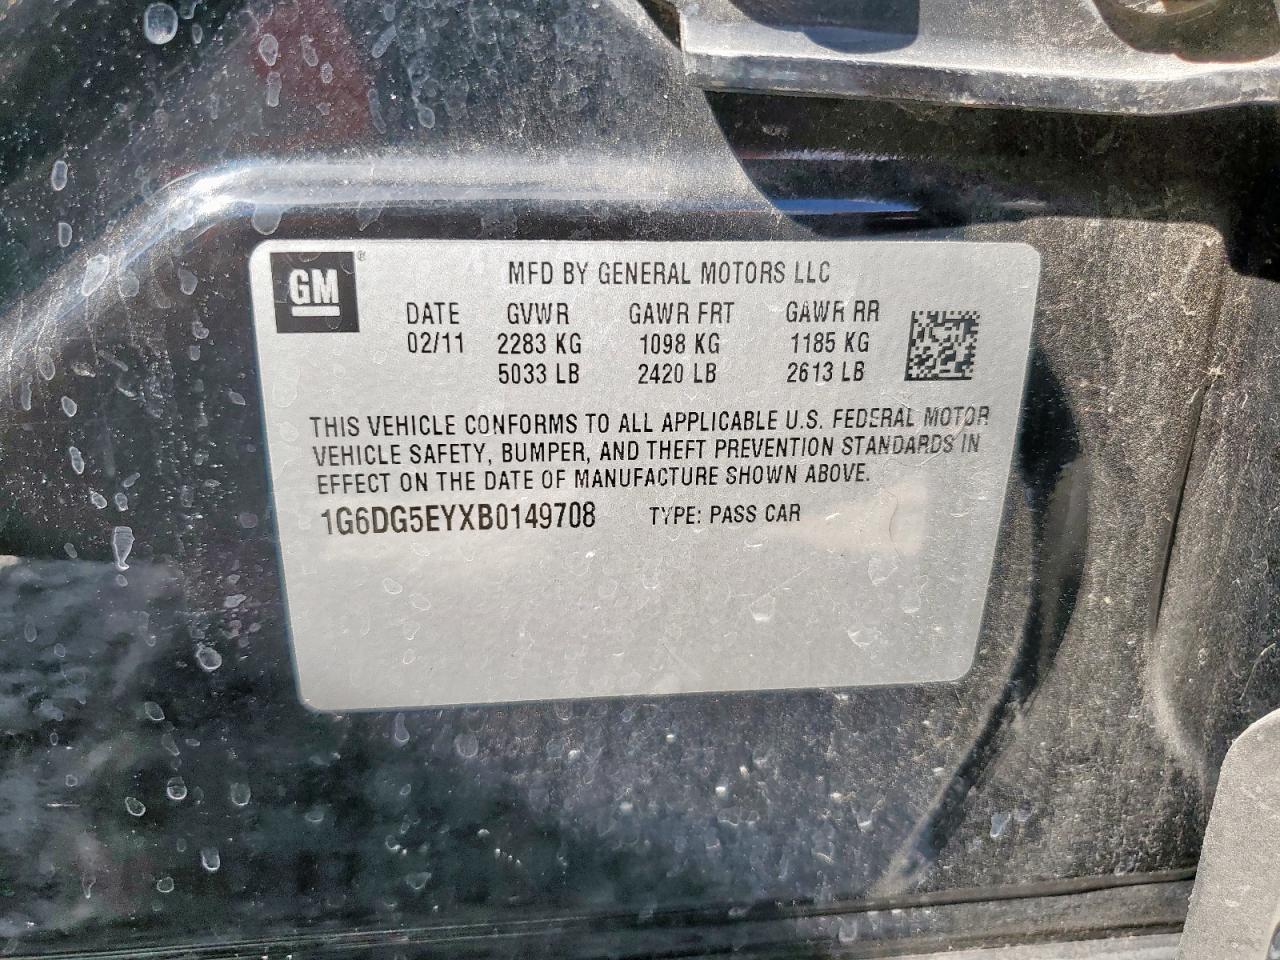 GM ®
MFD BY GENERAL MOTORS LLC
DATE GVWR GAWR FRT GAWR RR
02/11 2283 KG 1098 KG 1185 KG
5033 LB 2420 LB 2613 LB
THIS VEHICLE CONFORMS TO ALL APPLICABLE U.S. FEDERAL MOTOR
VEHICLE SAFETY, BUMPER, AND THEFT PREVENTION STANDARDS IN
EFFECT ON THE DATE OF MANUFACTURE SHOWN ABOVE.
1G6DG5EYXB0149708 TYPE: PASS CAR